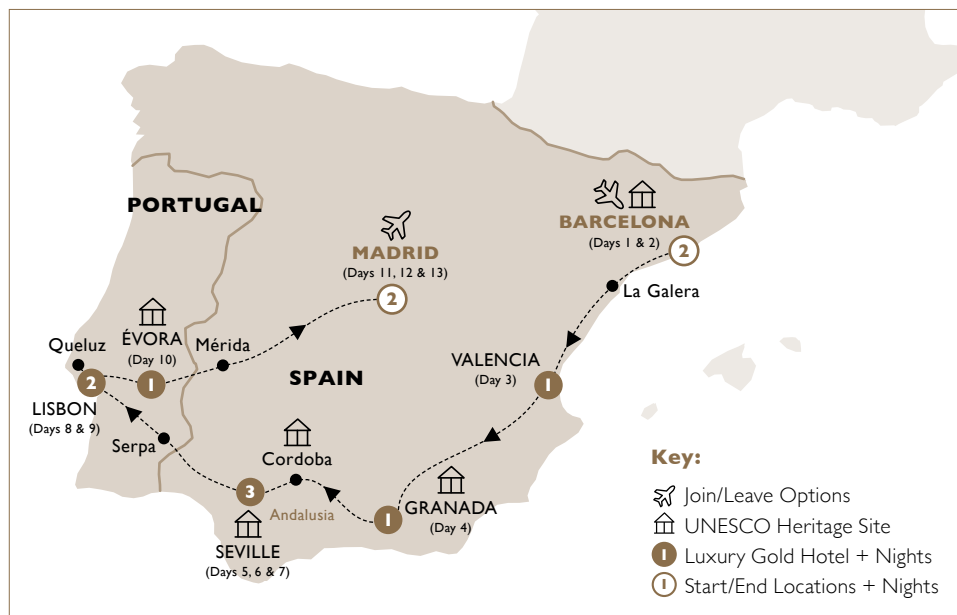 PORTUGAL
MADRID
(Days 11, 12 & 13)
2
BARCELONA
(Days 1 & 2)
2
La Galera
Queluz
ÉVORA
(Day 10)
Mérida
2
1
SPAIN
VALENCIA
(Day 3)
1
LISBON
(Days 8 & 9)
Serpa
Cordoba
3
Andalusia
SEVILLE
(Days 5, 6 & 7)
1
GRANADA
(Day 4)
Key:
Join/Leave Options
UNESCO Heritage Site
1 Luxury Gold Hotel + Nights
1 Start/End Locations + Nights